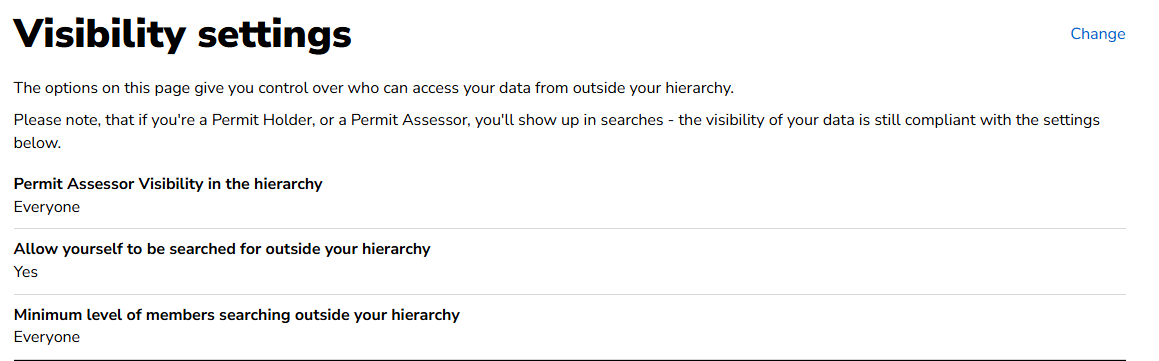 Visibility settings
Change
The options on this page give you control over who can access your data from outside your hierarchy.
Please note, that if you're a Permit Holder, or a Permit Assessor, you'll show up in searches - the visibility of your data is still compliant with the settings
below.
Permit Assessor Visibility in the hierarchy
Everyone
Allow yourself to be searched for outside your hierarchy
Yes
Minimum level of members searching outside your hierarchy
Everyone